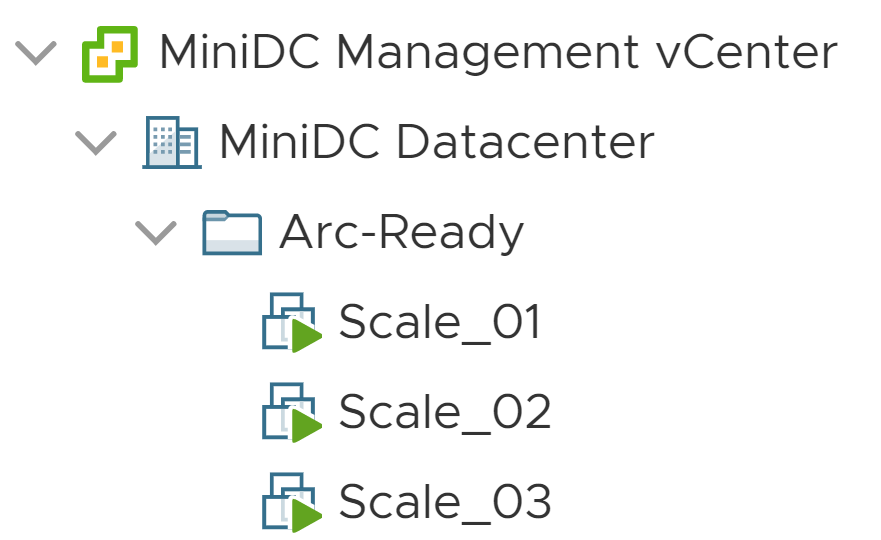 MiniDC Management vCenter
MiniDC Datacenter
Arc-Ready
Scale_01
Scale_02
Scale_03